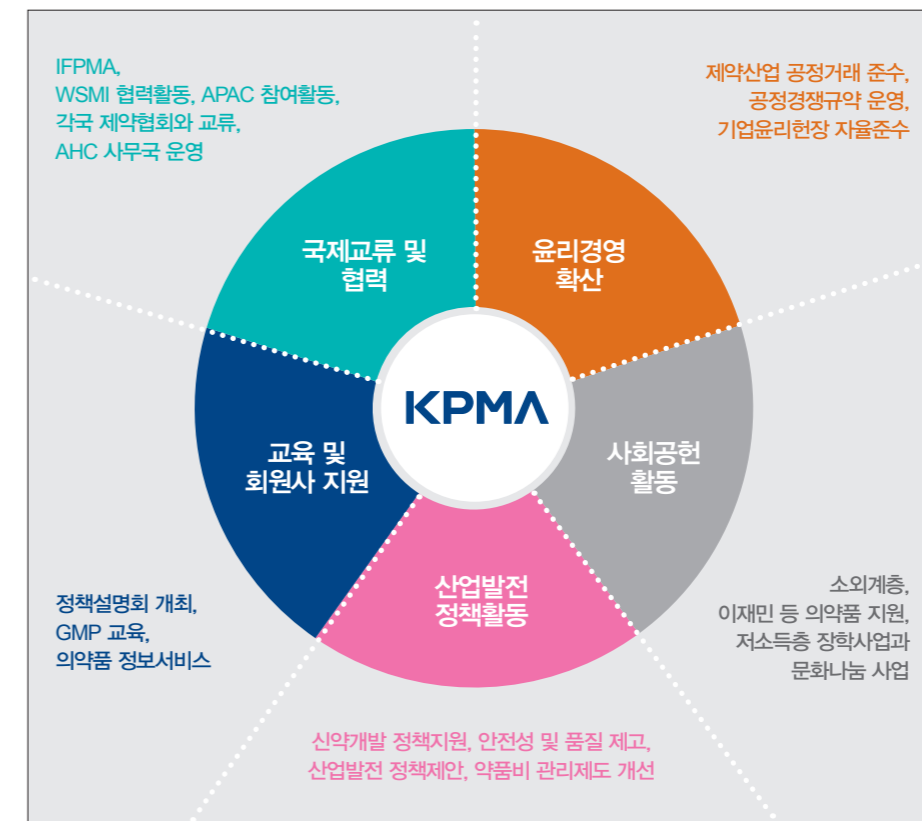 IFPMA,
WSMI 협력활동, APAC 참여활동,
각국 제약협회와 교류,
AHC 사무국 운영
제약산업 공정거래 준수,
공정경쟁규약 운영,
기업윤리헌장 자율준수
국제교류 및
협력
윤리경영
확산
KPMA
교육 및
회원사 지원
사회공헌
활동
산업발전
정책활동
정책설명회 개최,
GMP 교육,
의약품 정보서비스
소외계층,
이재민 등 의약품 지원,
저소득층 장학사업과
문화나눔 사업
신약개발 정책지원, 안전성 및 품질 제고,
산업발전 정책제안, 약품비 관리제도 개선